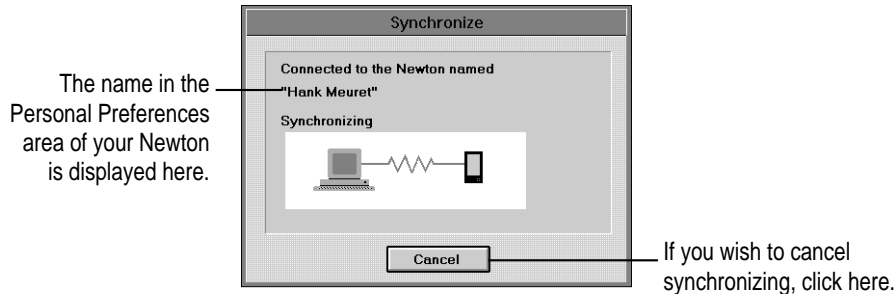 Synchronize
The name in the
Personal Preferences
area of your Newton
is displayed here.
Connected to the Newton named
"Hank Meuret"
Synchronizing
Cancel
If you wish to cancel
synchronizing, click here.